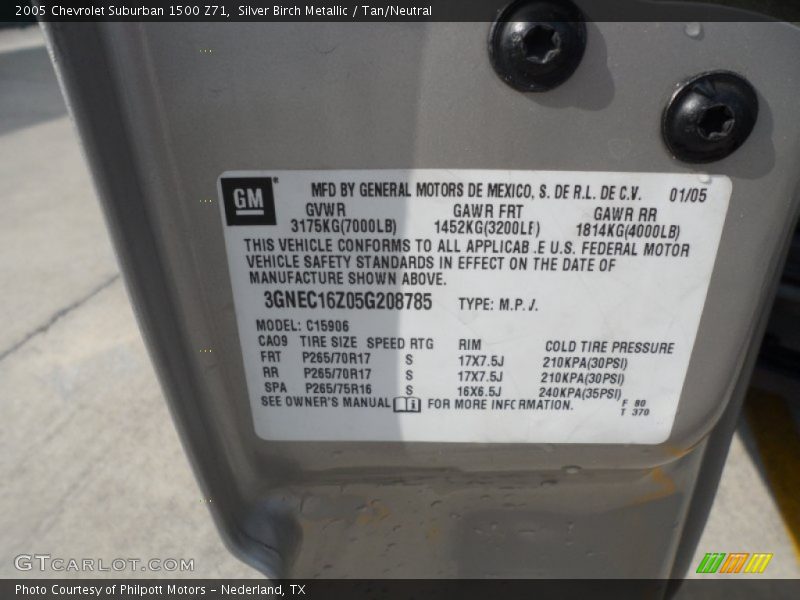 2005 Chevrolet Suburban 1500 Z71, Silver Birch Metallic / Tan/Neutral
GM
MFD BY GENERAL MOTORS DE MEXICO, S. DE R.L. DE C.V. 01/05
GVWR GAWR FRT GAWR RR
3175KG(7000LB) 1452KG(3200LB) 1814KG(4000LB)
THIS VEHICLE CONFORMS TO ALL APPLICAB.E U.S. FEDERAL MOTOR
VEHICLE SAFETY STANDARDS IN EFFECT ON THE DATE OF
MANUFACTURE SHOWN ABOVE.
3GNEC16Z05G208785 TYPE: M.P.V.
MODEL: C15906
CA09 TIRE SIZE SPEED RTG RIM COLD TIRE PRESSURE
FRT P265/70R17 S 17X7.5J 210KPA(30PSI)
RR P265/70R17 S 17X7.5J 210KPA(30PSI)
SPA P265/75R16 S 16X6.5J 240KPA(35PSI)
SEE OWNER'S MANUAL FOR MORE INFORMATION. F 80
T 370
GTCARLOT.COM
Photo Courtesy of Philpott Motors – Nederland, TX